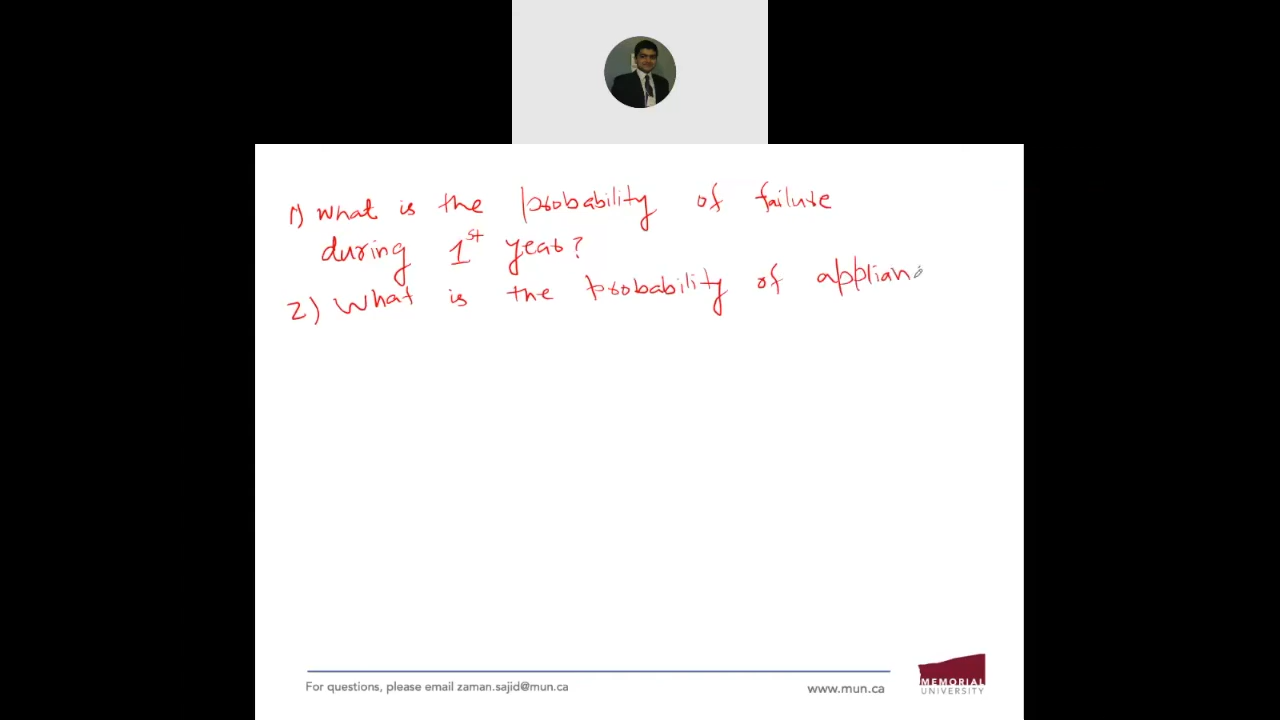 1) What is the probability of failure
during 1st year?
2) What is the probability of applian
For questions, please email zaman.sajid@mun.ca
www.mun.ca
MEMORIAL
UNIVERSITY